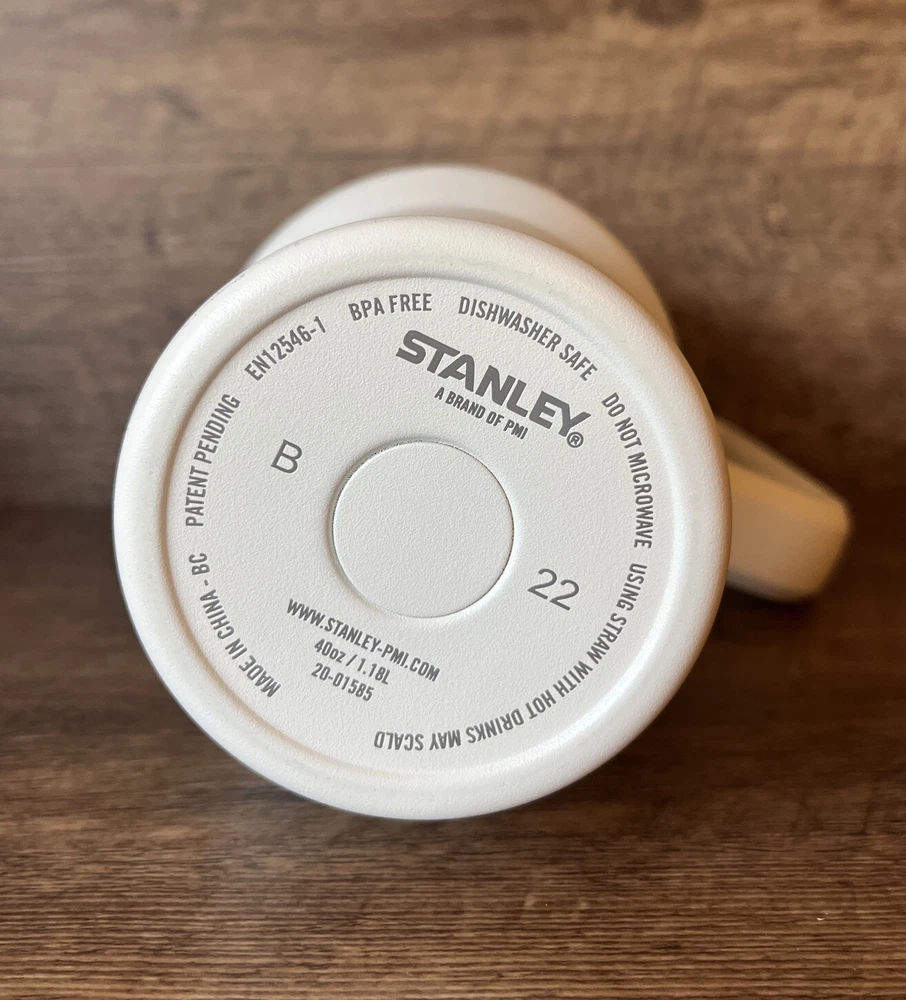 EN12546-1 BPA FREE DISHWASHER SAFE DO NOT MICROWAVE USING STRAW WITH HOT DRINKS MAY SCALD
MADE IN CHINA - BC PATENT PENDING
STANLEY®
A BRAND OF PMI
B
22
WWW.STANLEY-PMI.COM
40oz / 1.18L
20-01585